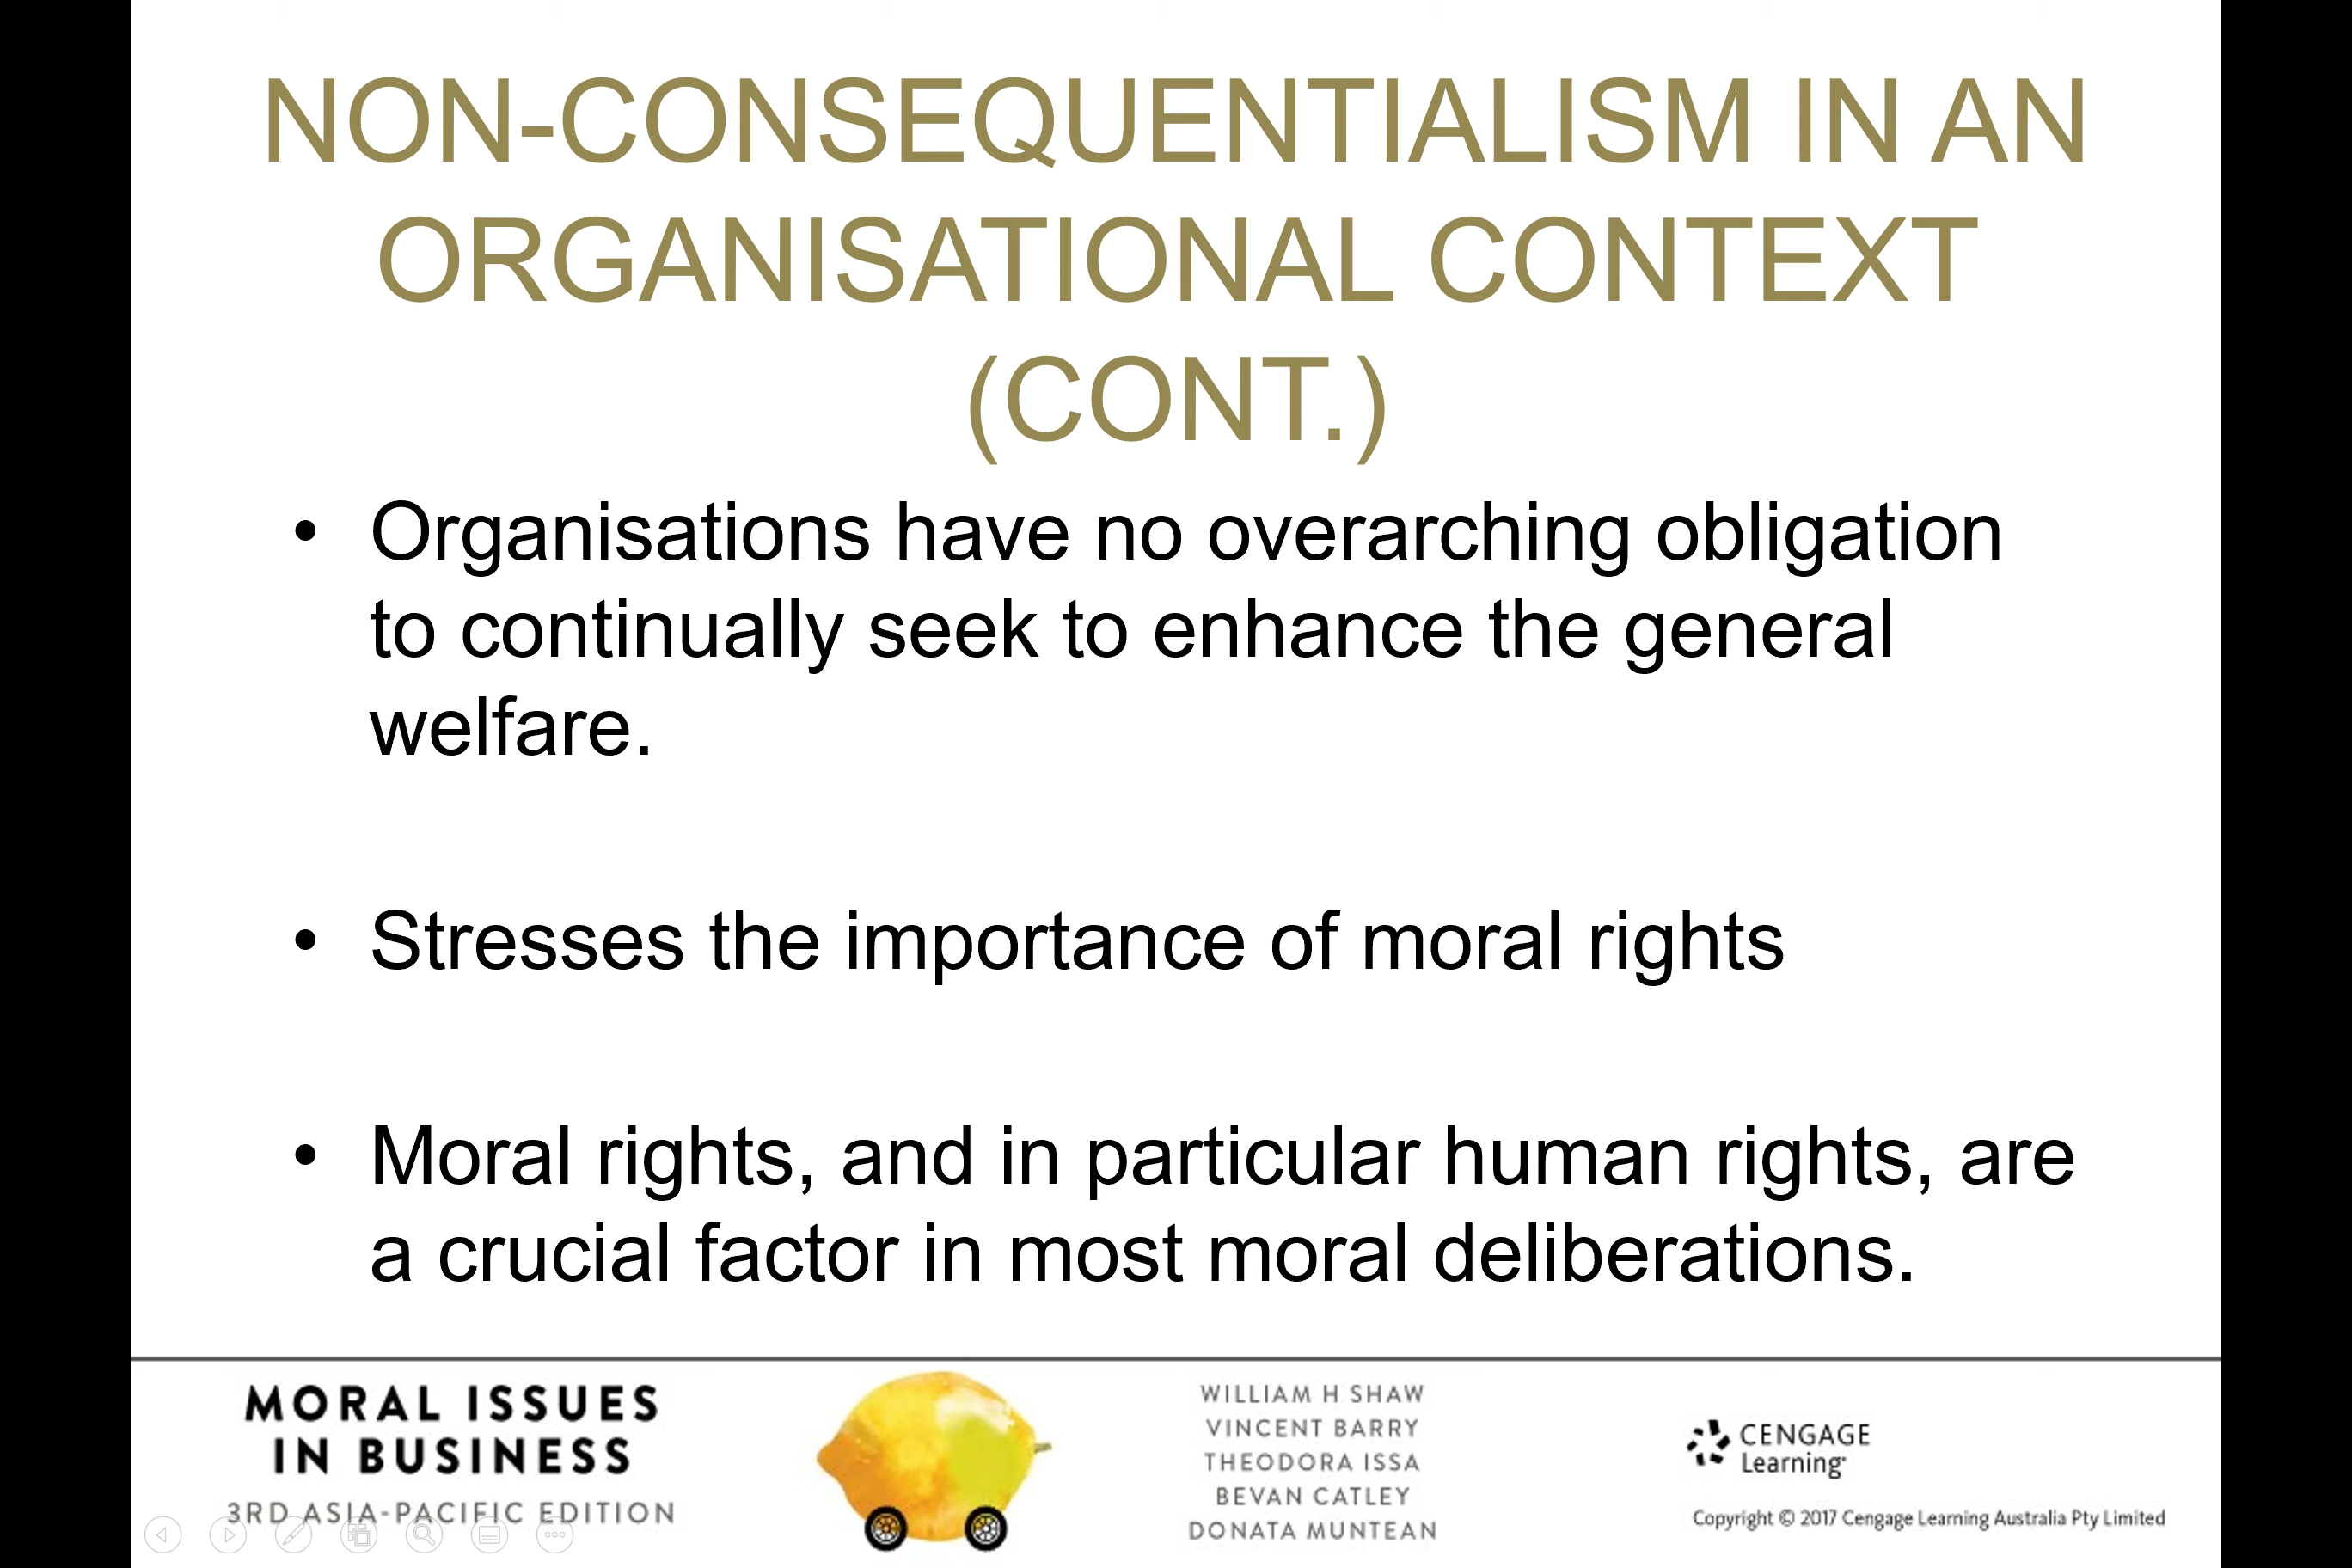 NON-CONSEQUENTIALISM IN AN
ORGANISATIONAL CONTEXT
(CONT.)
• Organisations have no overarching obligation
to continually seek to enhance the general
welfare.
• Stresses the importance of moral rights
• Moral rights, and in particular human rights, are
a crucial factor in most moral deliberations.
MORAL ISSUES
IN BUSINESS
3RD ASIA-PACIFIC EDITION
WILLIAM H SHAW
VINCENT BARRY
THEODORA ISSA
BEVAN CATLEY
DONATA MUNTEAN
CENGAGE
Learning
Copyright © 2017 Cengage Learning Australia Pty Limited